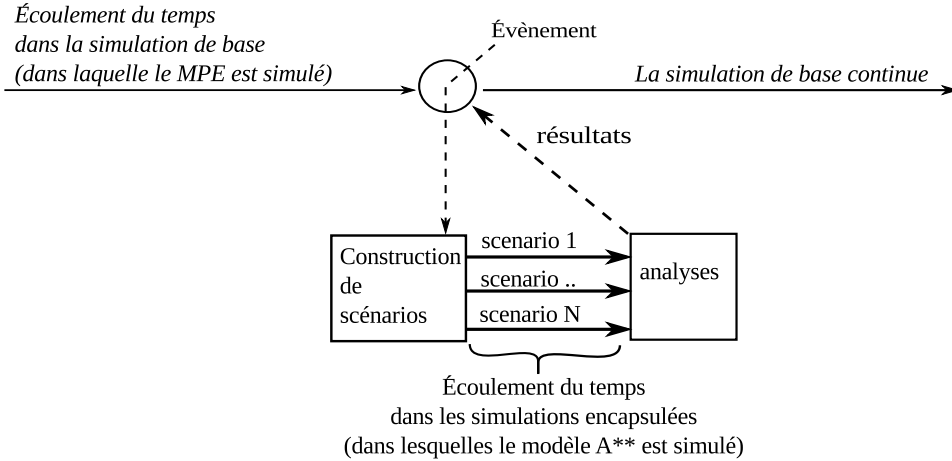 Écoulement du temps
dans la simulation de base
(dans laquelle le MPE est simulé)
Évènement
La simulation de base continue
résultats
Construction
de
scénarios
scenario 1
scenario ..
scenario N
analyses
Écoulement du temps
dans les simulations encapsulées
(dans lesquelles le modèle A** est simulé)